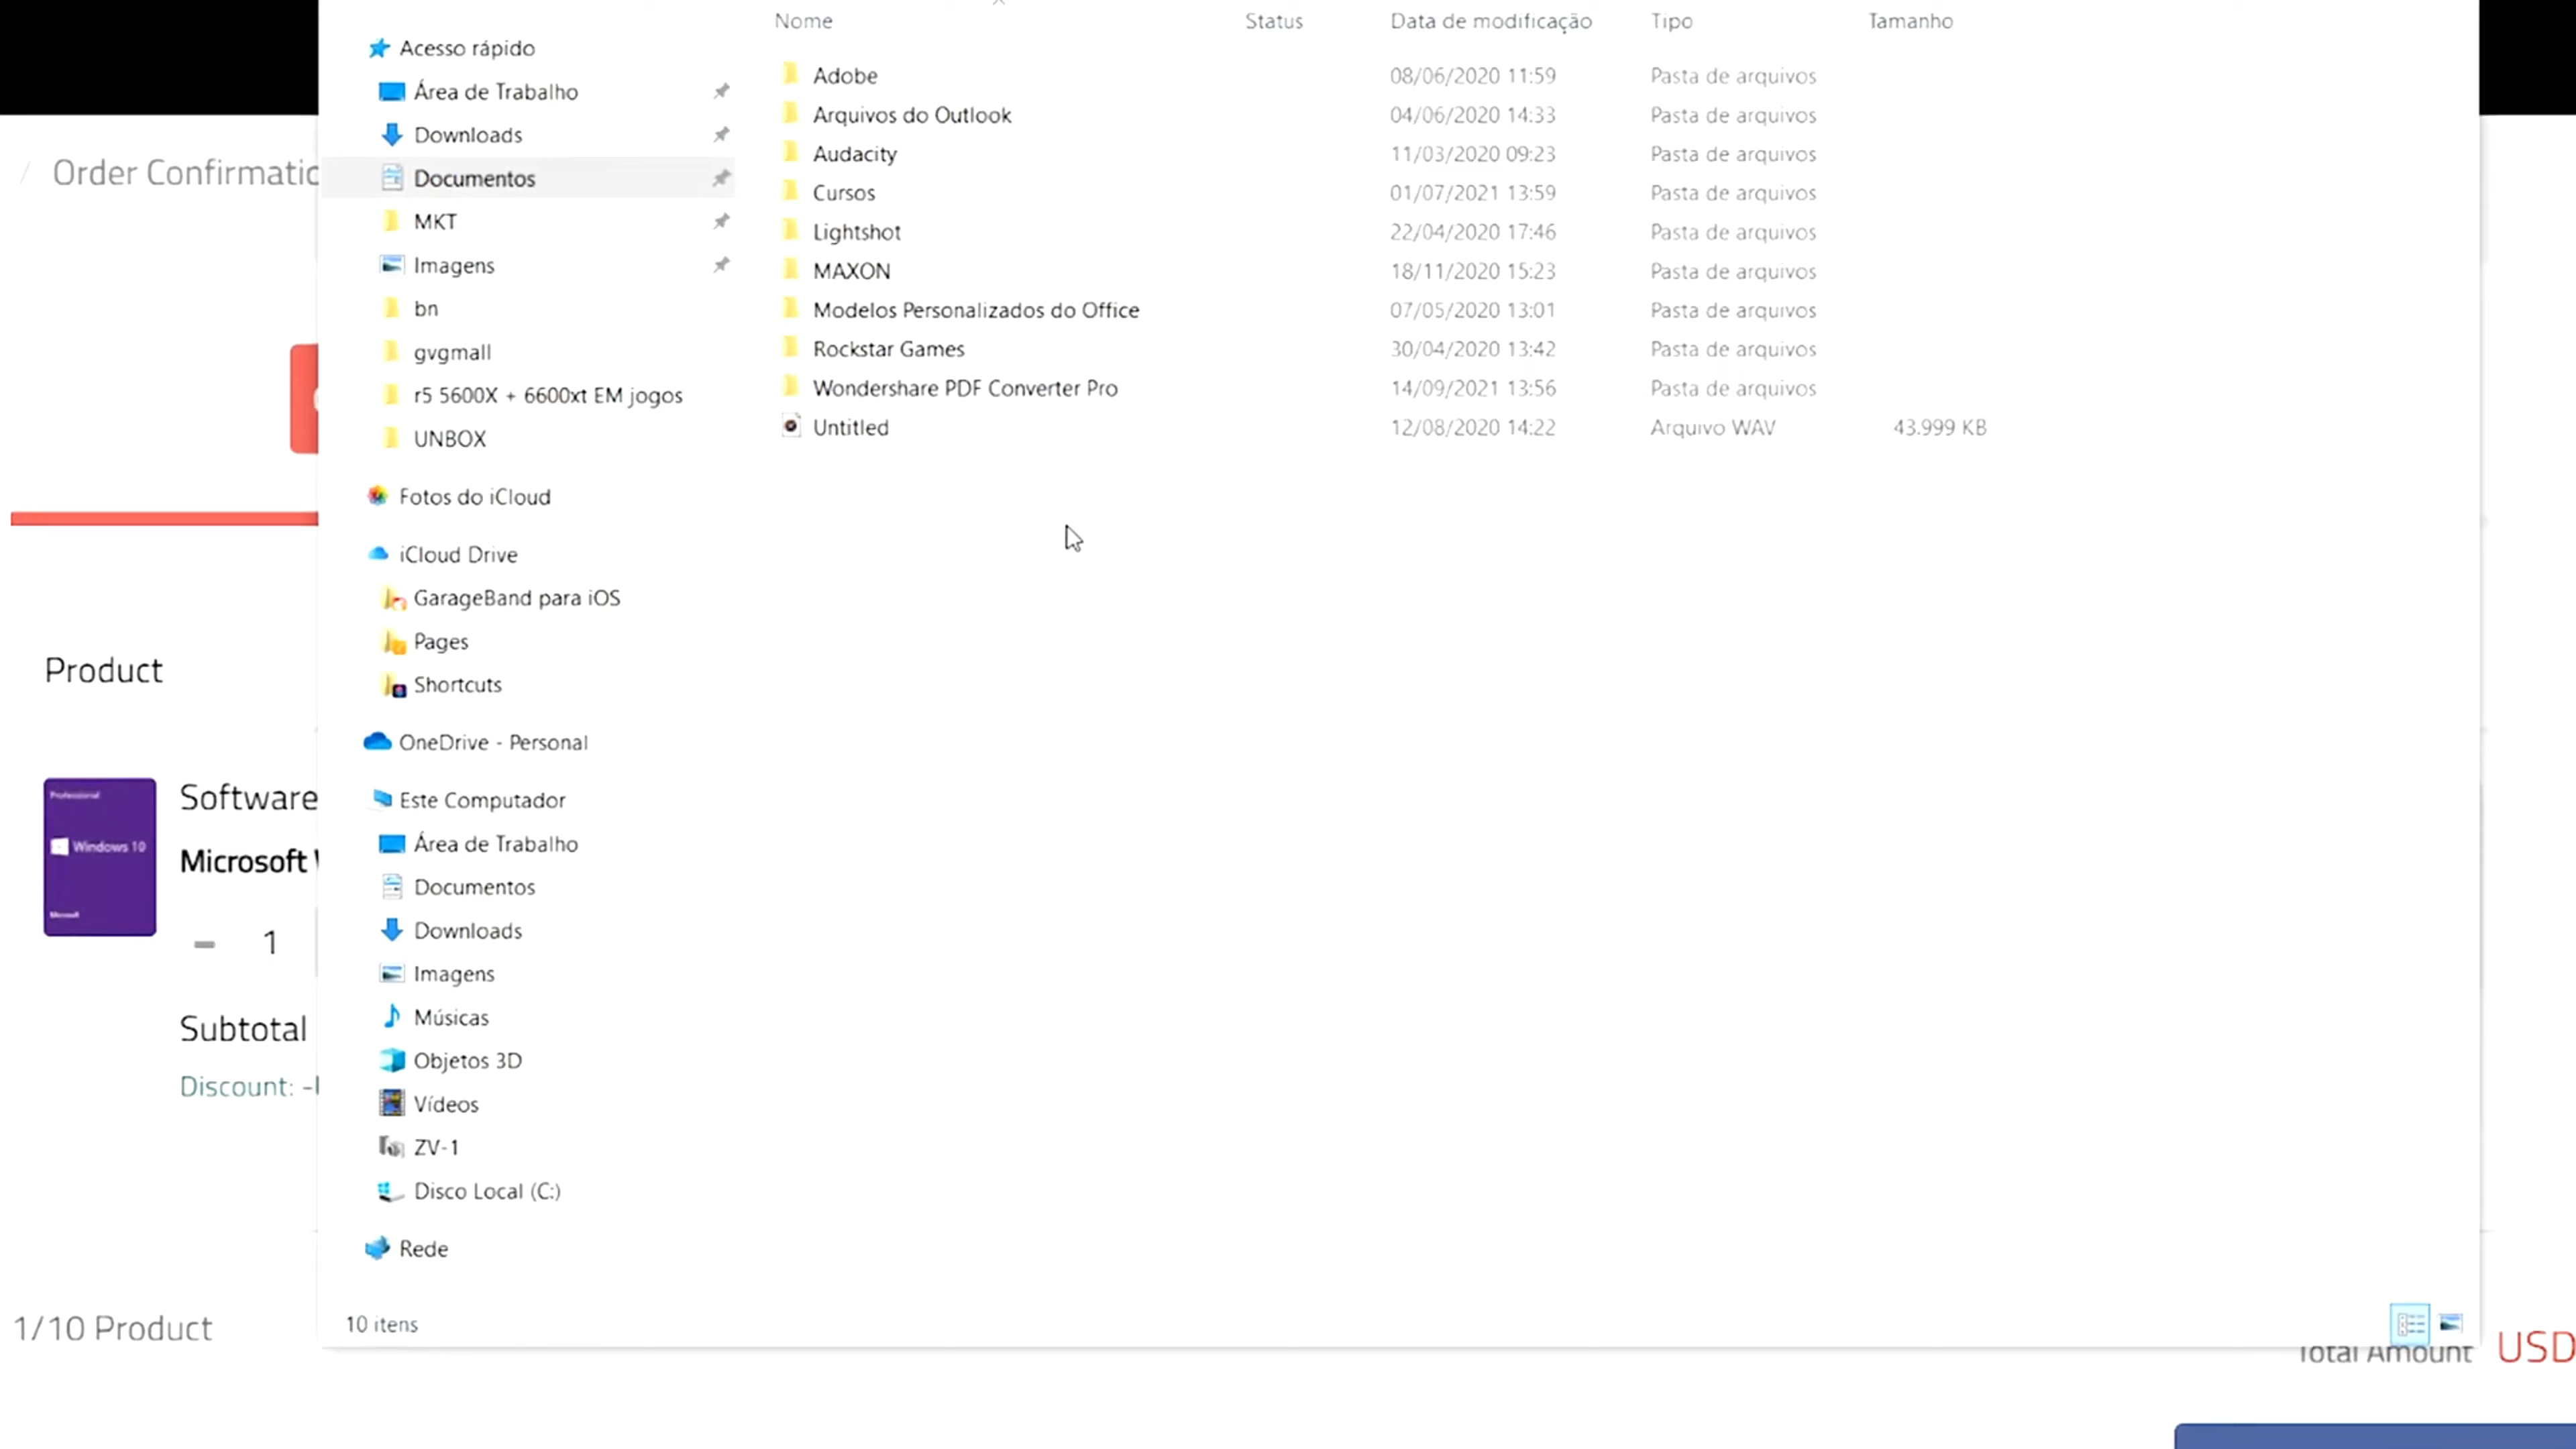 Nome Status Data de modificação Tipo Tamanho
Acesso rápido
Área de Trabalho
Downloads
Documentos
MKT
Imagens
bn
gvgmall
r5 5600X + 6600xt EM jogos
UNBOX
Fotos do iCloud
iCloud Drive
GarageBand para iOS
Pages
Shortcuts
OneDrive - Personal
Este Computador
Área de Trabalho
Documentos
Downloads
Imagens
Músicas
Objetos 3D
Vídeos
ZV-1
Disco Local (C:)
Rede
10 itens
Adobe 08/06/2020 11:59 Pasta de arquivos
Arquivos do Outlook 04/06/2020 14:33 Pasta de arquivos
Audacity 11/03/2020 09:23 Pasta de arquivos
Cursos 01/07/2021 13:59 Pasta de arquivos
Lightshot 22/04/2020 17:46 Pasta de arquivos
MAXON 18/11/2020 15:23 Pasta de arquivos
Modelos Personalizados do Office 07/05/2020 13:01 Pasta de arquivos
Rockstar Games 30/04/2020 13:42 Pasta de arquivos
Wondershare PDF Converter Pro 14/09/2021 13:56 Pasta de arquivos
Untitled 12/08/2020 14:22 Arquivo WAV 43.999 KB
/ Order Confirmatic
Product
Professional
Windows 10
Microsoft
Software
Microsoft
- 1
Subtotal
Discount: -
1/10 Product
Total Amount USD